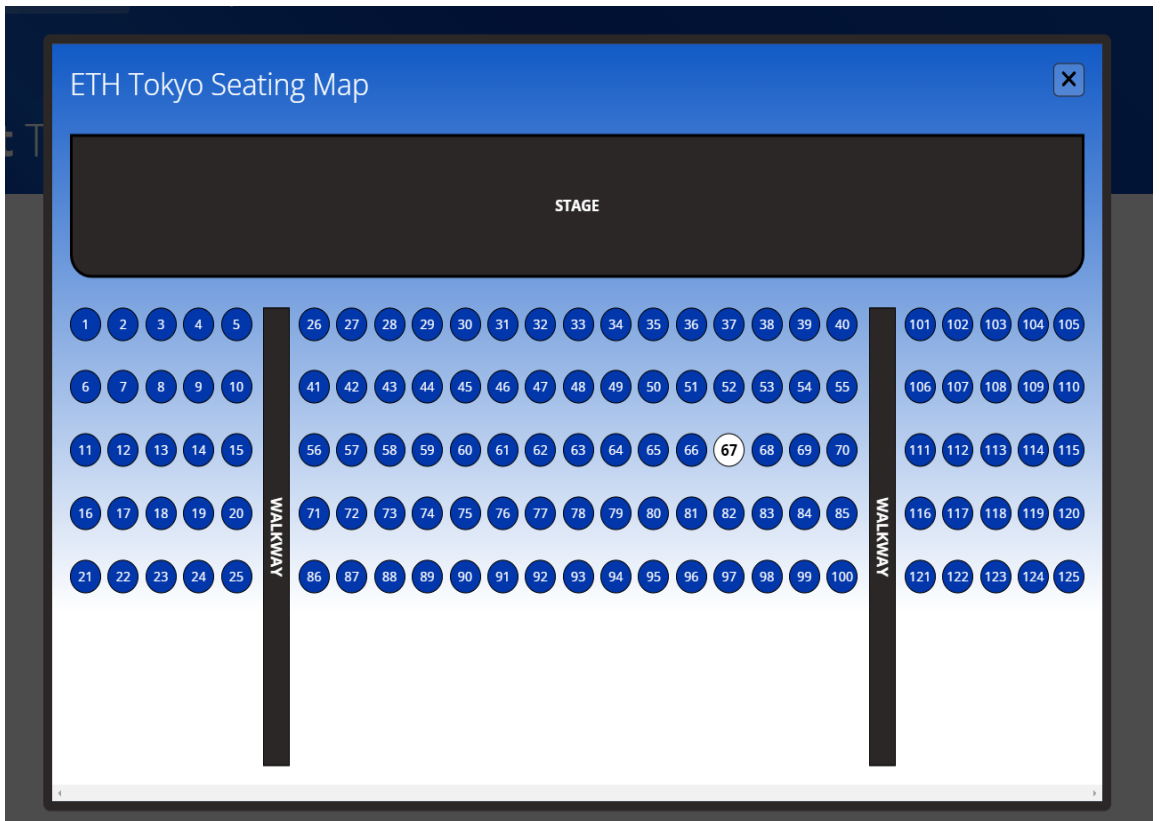 ETH Tokyo Seating Map
: T
STAGE
1 2 3 4 5 26 27 28 29 30 31 32 33 34 35 36 37 38 39 40 101 102 103 104 105
6 7 8 9 10 41 42 43 44 45 46 47 48 49 50 51 52 53 54 55 106 107 108 109 110
11 12 13 14 15 56 57 58 59 60 61 62 63 64 65 66 67 68 69 70 111 112 113 114 115
16 17 18 19 20 71 72 73 74 75 76 77 78 79 80 81 82 83 84 85 116 117 118 119 120
21 22 23 24 25 86 87 88 89 90 91 92 93 94 95 96 97 98 99 100 121 122 123 124 125
WALKWAY
WALKWAY